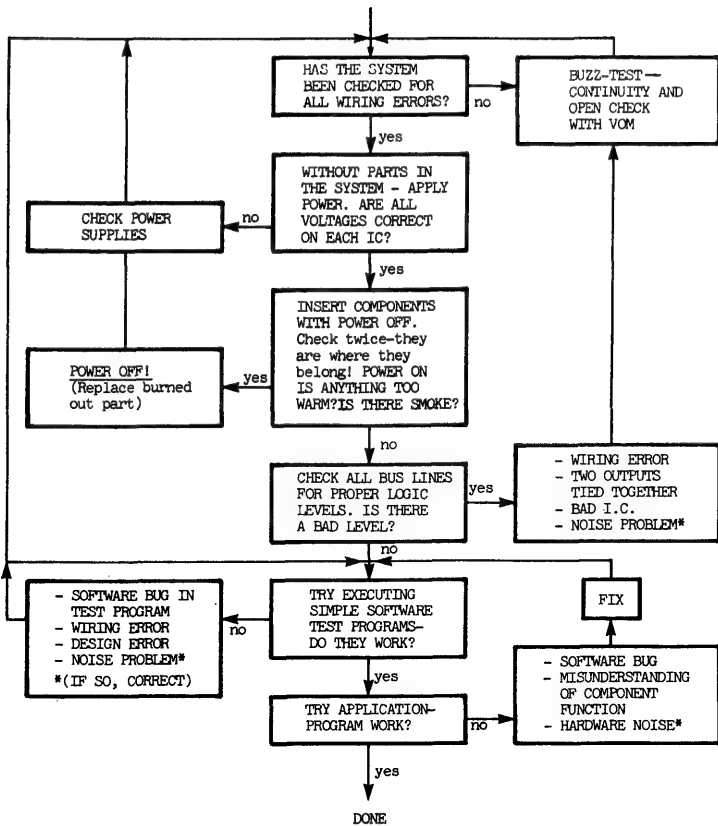 HAS THE SYSTEM
BEEN CHECKED FOR
ALL WIRING ERRORS?
no
BUZZ-TEST—
CONTINUITY AND
OPEN CHECK
WITH VOM
yes
WITHOUT PARTS IN
THE SYSTEM - APPLY
POWER. ARE ALL
VOLTAGES CORRECT
ON EACH IC?
no
CHECK POWER
SUPPLIES
yes
INSERT COMPONENTS
WITH POWER OFF.
Check twice-they
are where they
belong! POWER ON
IS ANYTHING TOO
WARM?IS THERE SMOKE?
yes
POWER OFF!
(Replace burned
out part)
no
CHECK ALL BUS LINES
FOR PROPER LOGIC
LEVELS. IS THERE
A BAD LEVEL?
yes
- WIRING ERROR
- TWO OUTPUTS
TIED TOGETHER
- BAD I.C.
- NOISE PROBLEM*
no
TRY EXECUTING
SIMPLE SOFTWARE
TEST PROGRAMS-
DO THEY WORK?
no
- SOFTWARE BUG IN
TEST PROGRAM
- WIRING ERROR
- DESIGN ERROR
- NOISE PROBLEM*
*(IF SO, CORRECT)
FIX
yes
TRY APPLICATION-
PROGRAM WORK?
no
- SOFTWARE BUG
- MISUNDERSTANDING
OF COMPONENT
FUNCTION
- HARDWARE NOISE*
yes
DONE